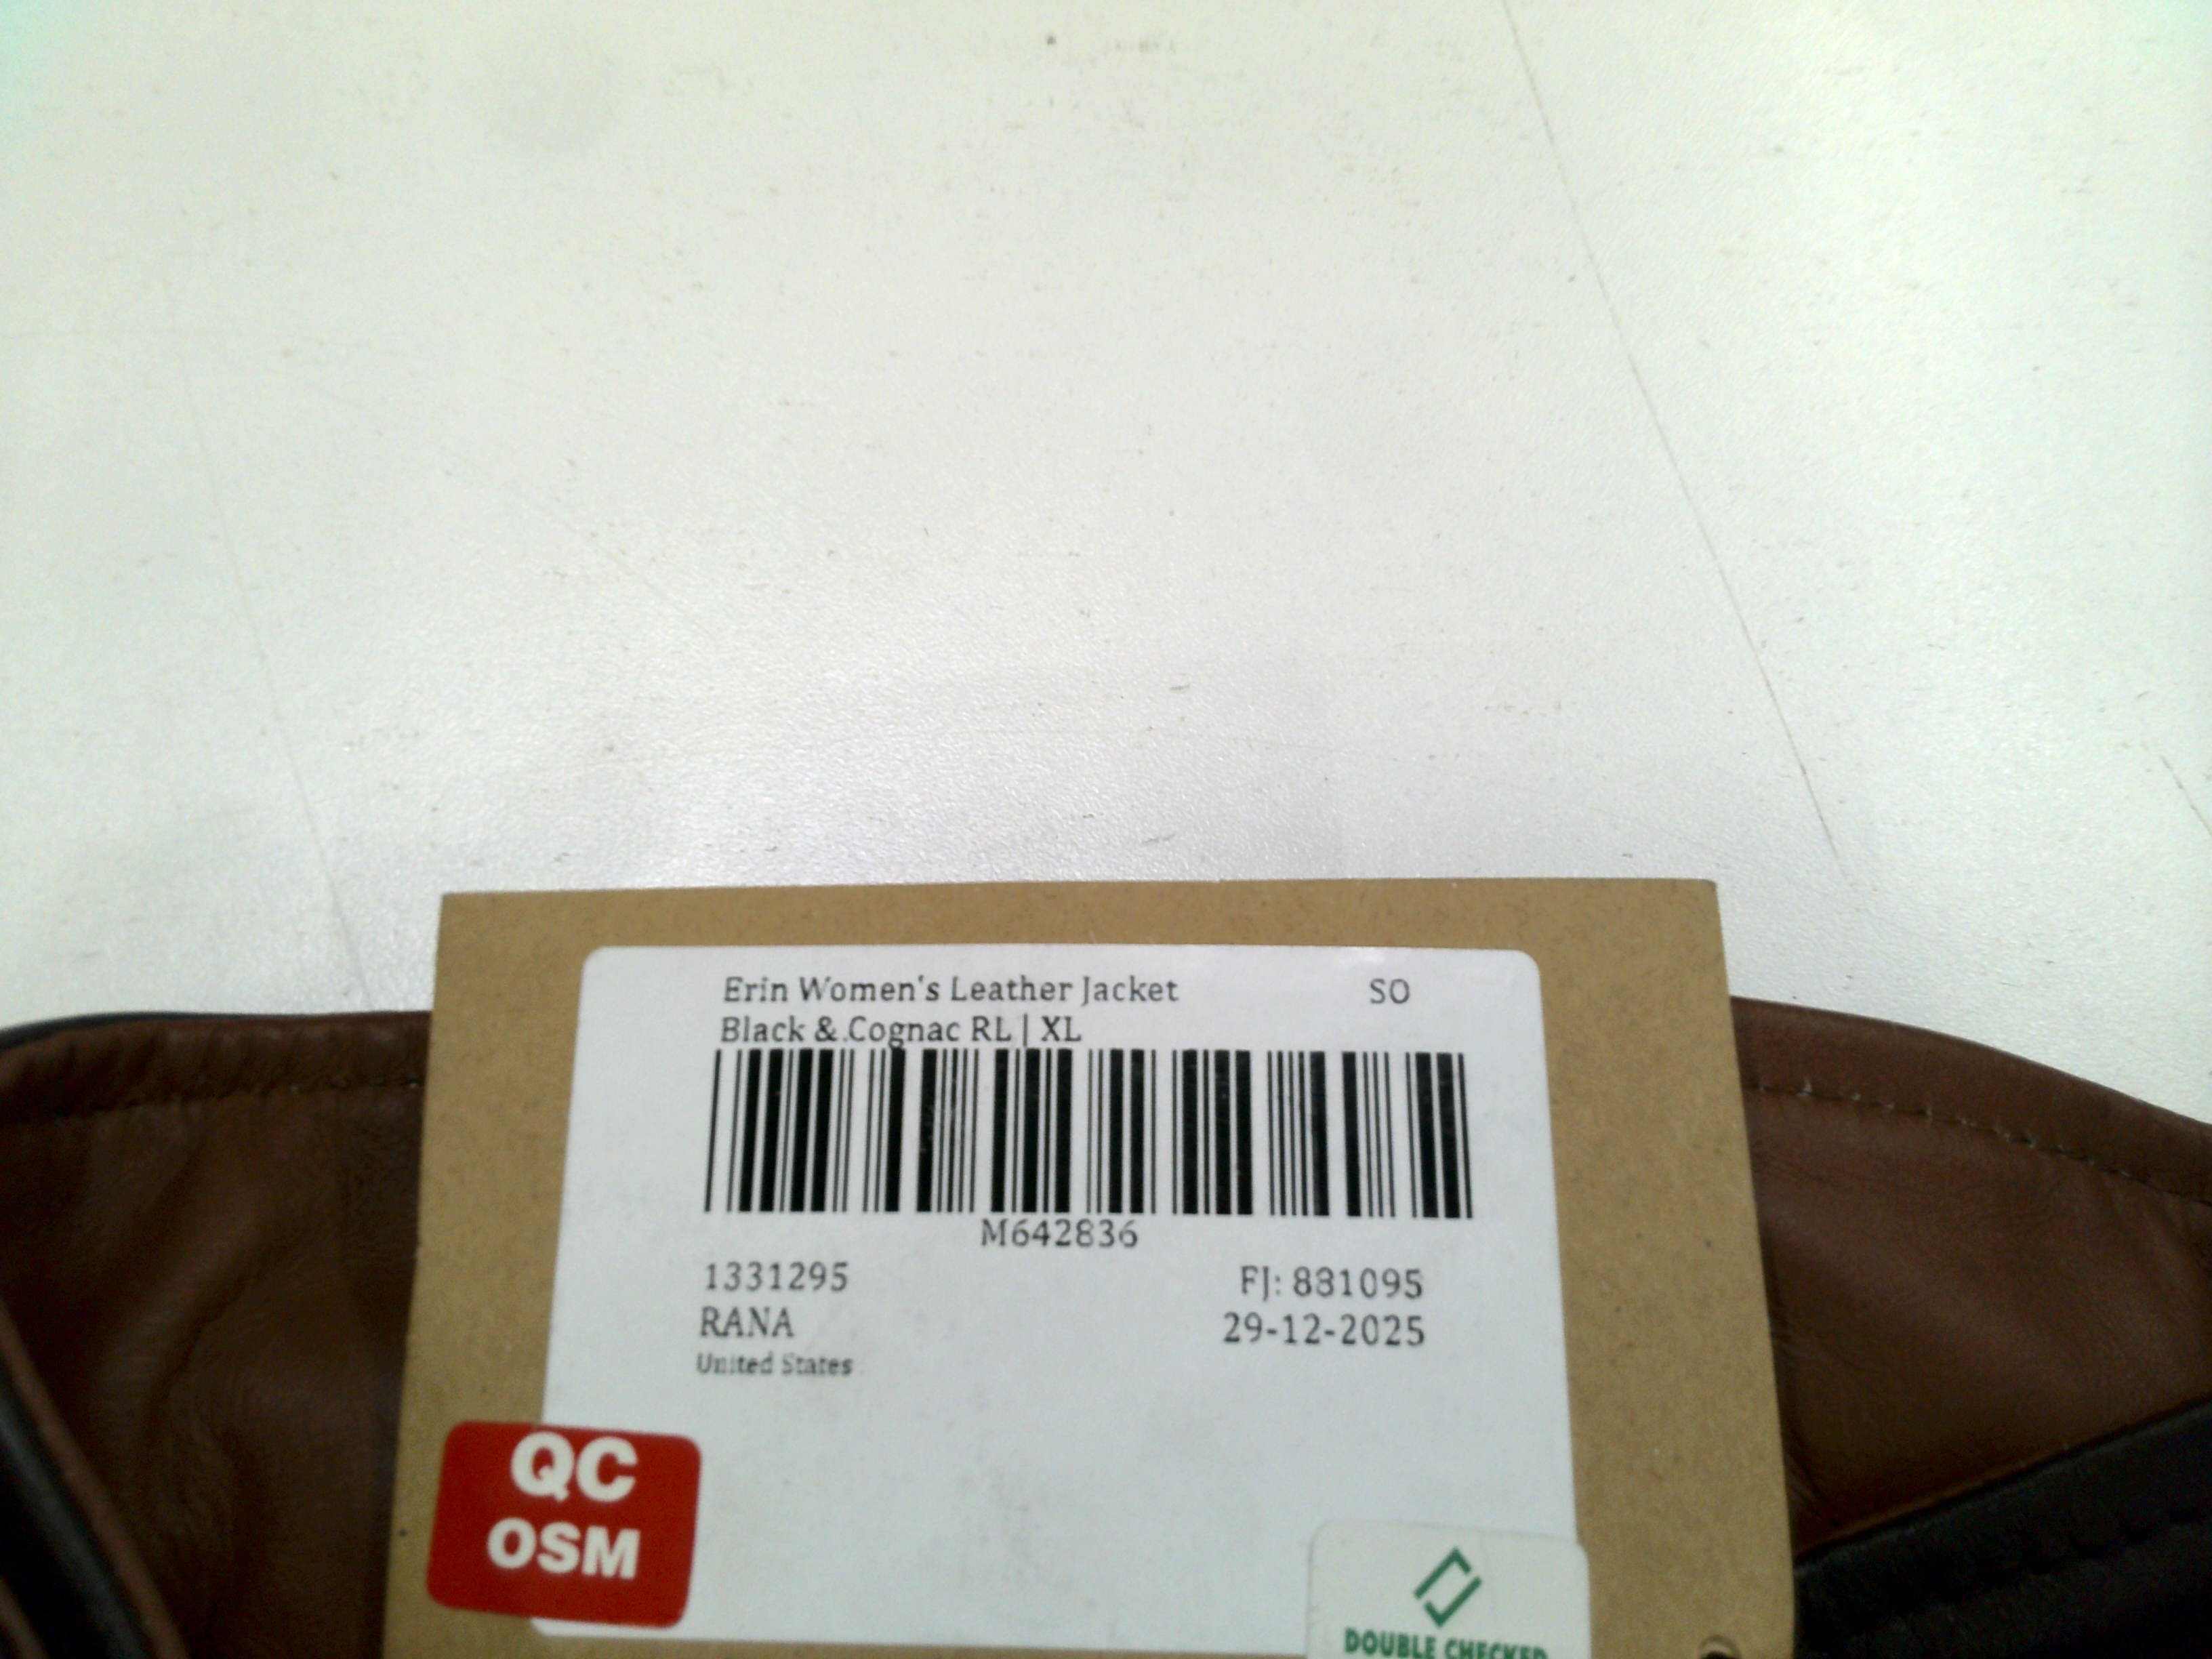 Erin Women's Leather Jacket SO
Black & Cognac RL | XL
M642836
1331295 FJ: 881095
RANA 29-12-2025
United States
QC
OSM
DOUBLE CHECKED